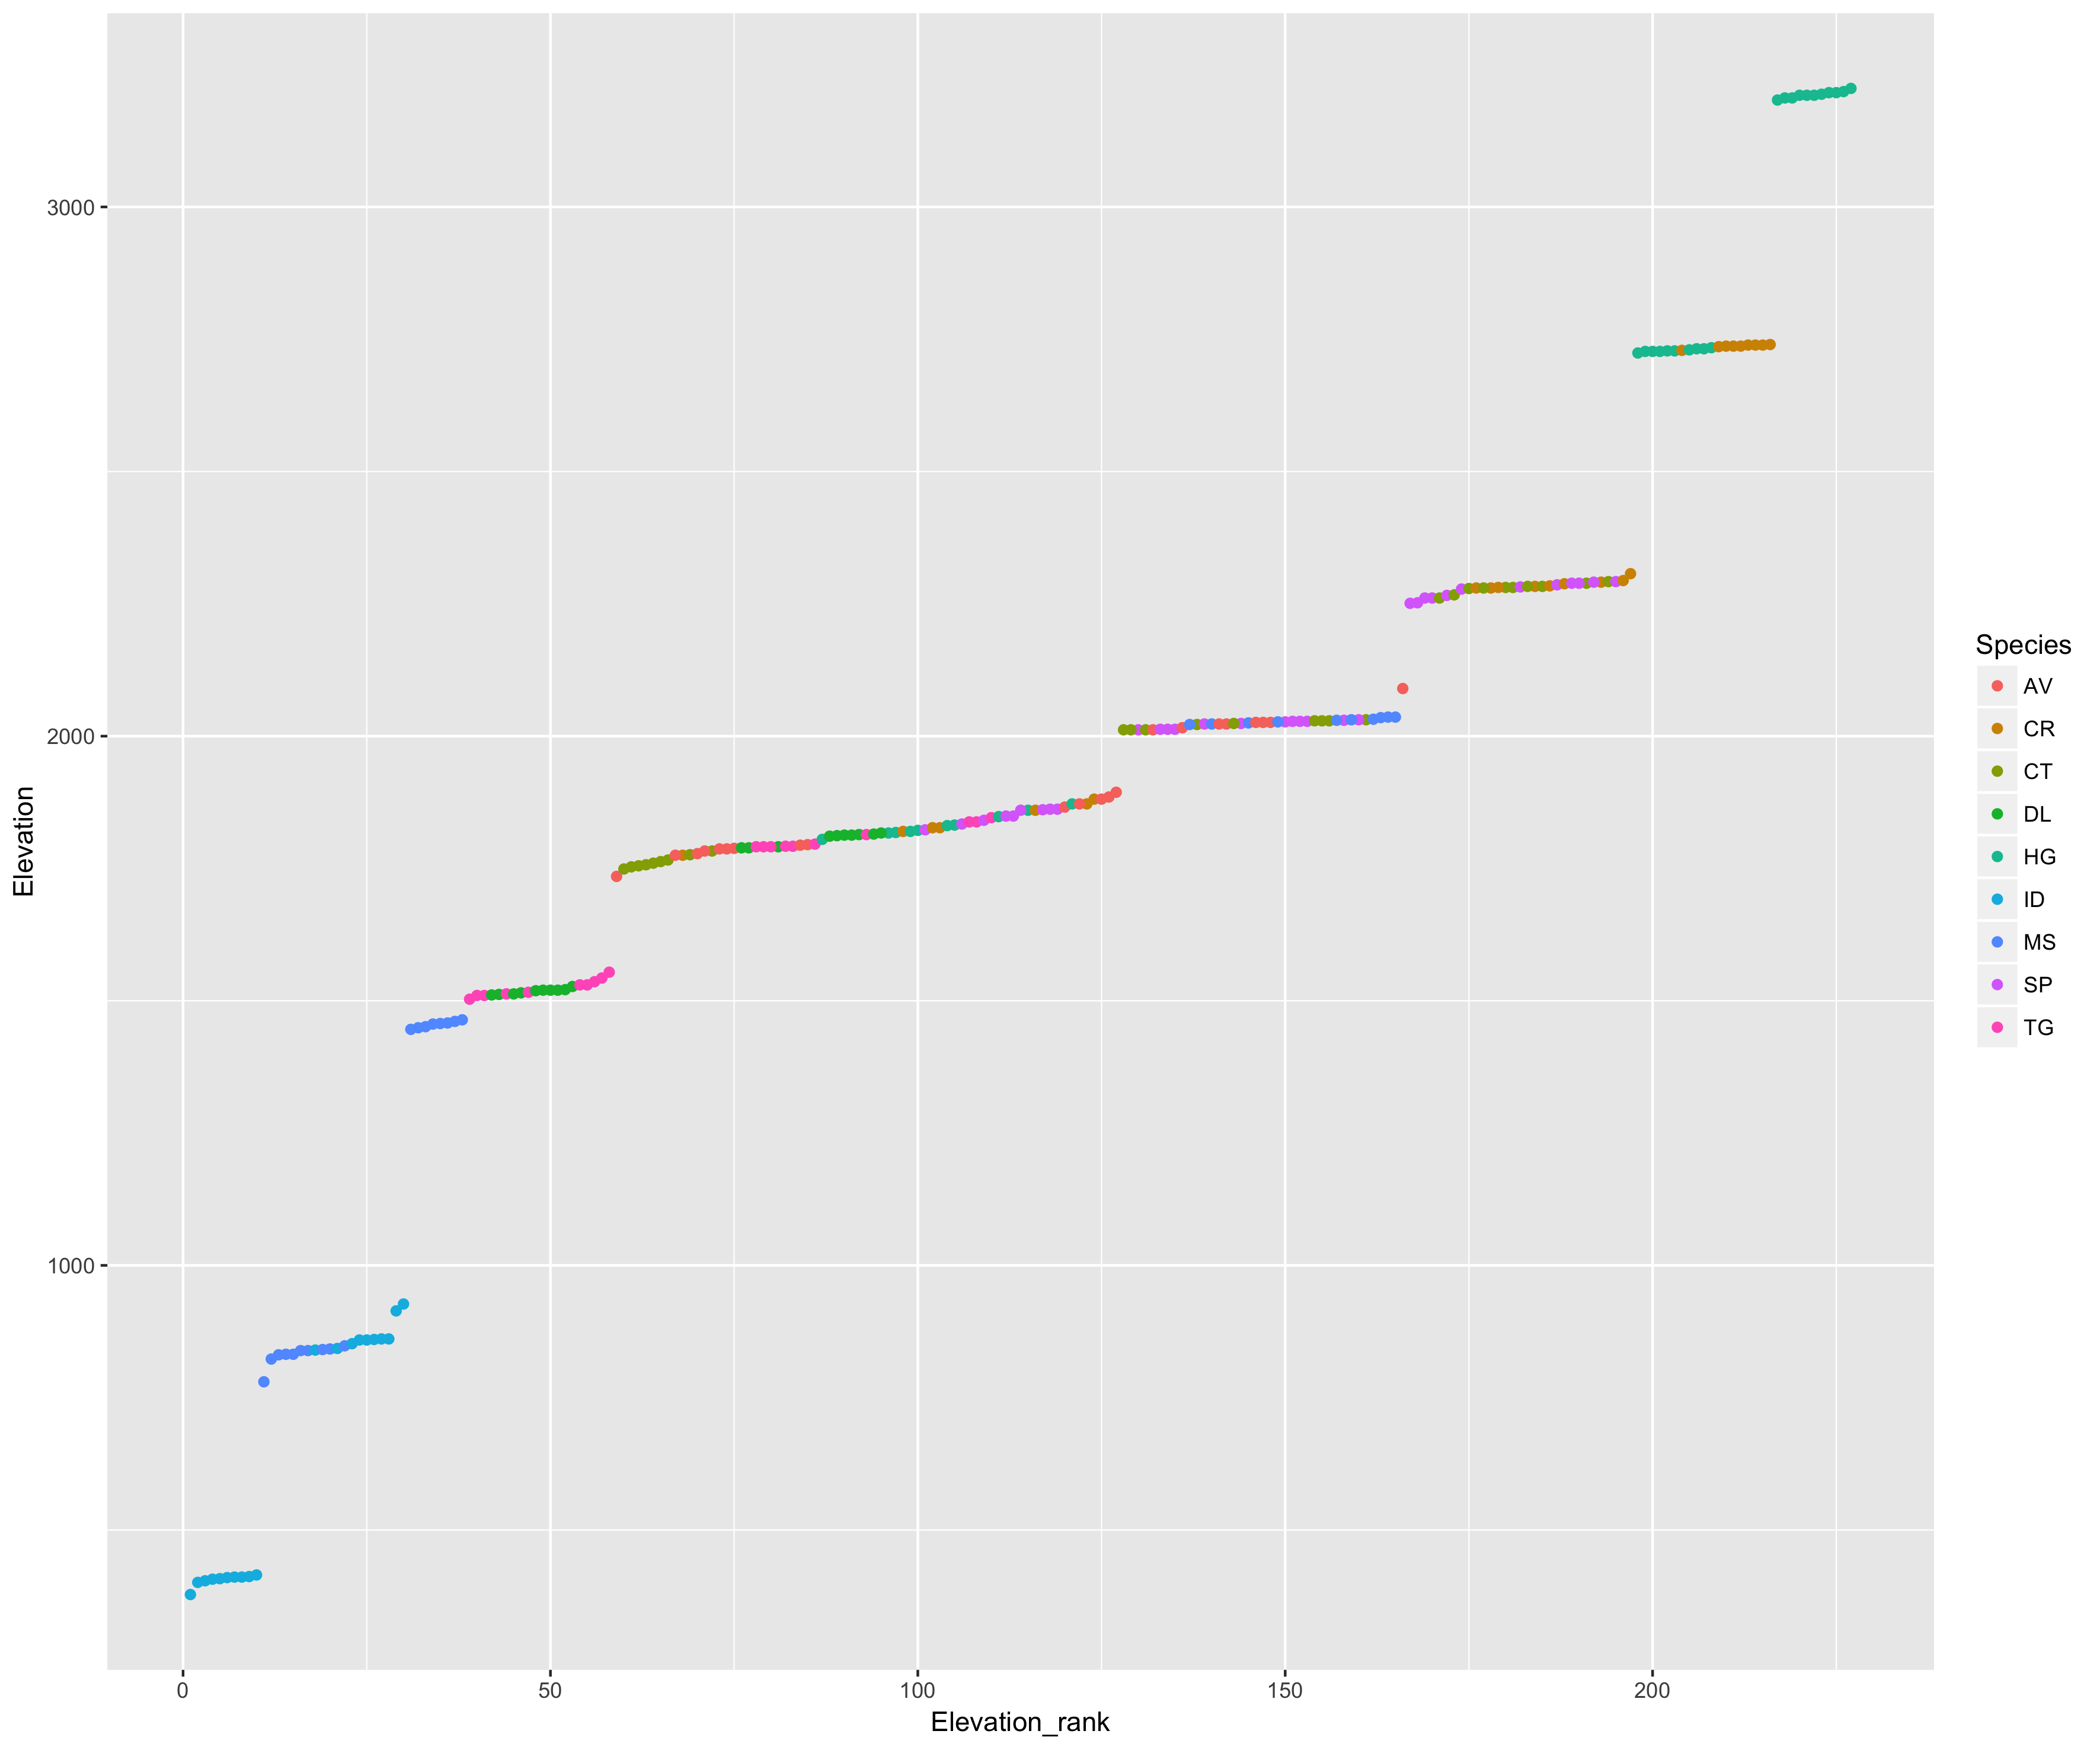 3000
2000
1000
Elevation
0 50 100 150 200
Elevation_rank
Species
AV
CR
CT
DL
HG
ID
MS
SP
TG